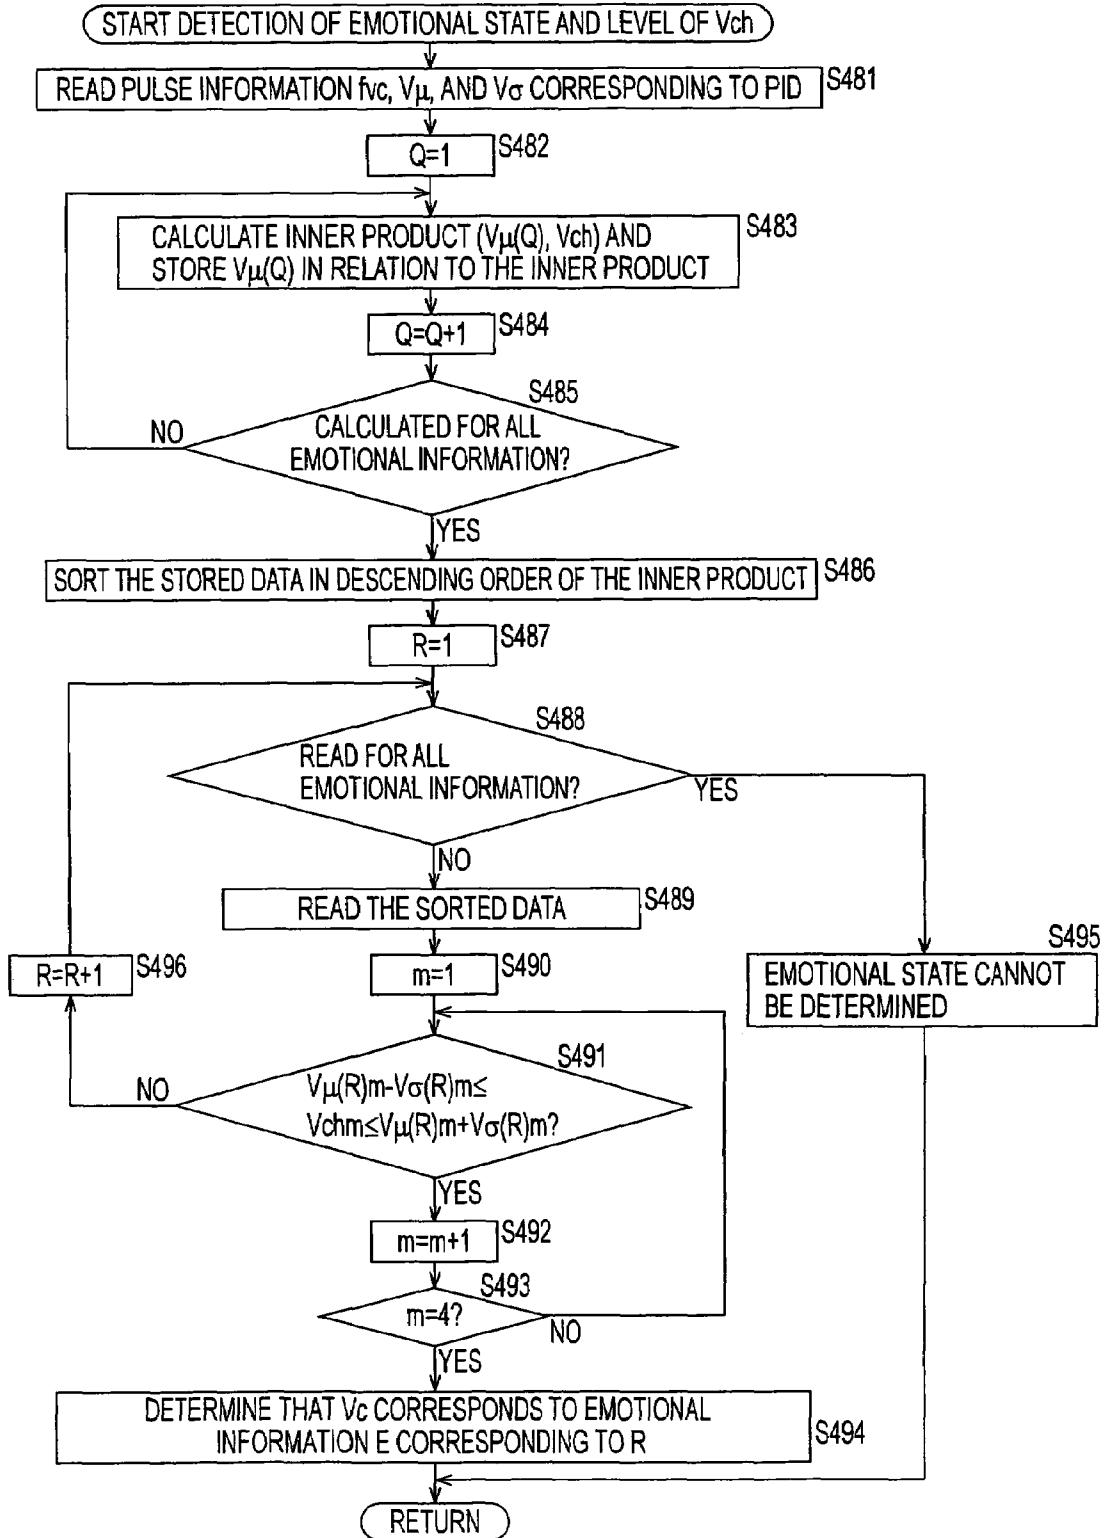 START DETECTION OF EMOTIONAL STATE AND LEVEL OF Vch
READ PULSE INFORMATION fvc, Vμ, AND Vσ CORRESPONDING TO PID
S481
Q=1
S482
CALCULATE INNER PRODUCT (Vμ(Q), Vch) AND
STORE Vμ(Q) IN RELATION TO THE INNER PRODUCT
S483
Q=Q+1
S484
S485
CALCULATED FOR ALL
EMOTIONAL INFORMATION?
NO
YES
SORT THE STORED DATA IN DESCENDING ORDER OF THE INNER PRODUCT
S486
R=1
S487
S488
READ FOR ALL
EMOTIONAL INFORMATION?
YES
NO
READ THE SORTED DATA
S489
R=R+1
S496
m=1
S490
S495
EMOTIONAL STATE CANNOT
BE DETERMINED
S491
Vμ(R)m-Vσ(R)m≤
Vchm≤Vμ(R)m+Vσ(R)m?
NO
YES
m=m+1
S492
S493
m=4?
NO
YES
DETERMINE THAT Vc CORRESPONDS TO EMOTIONAL
INFORMATION E CORRESPONDING TO R
S494
RETURN